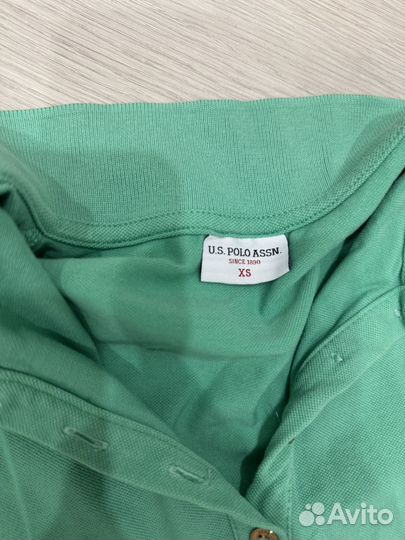 U.S. POLO ASSN.
SINCE 1890
XS
Avito